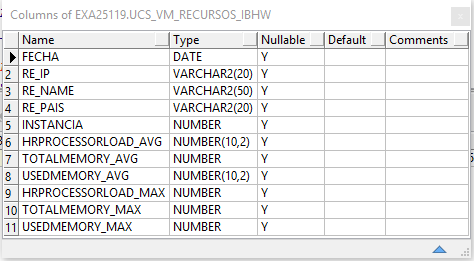 Columns of EXA25119.UCS_VM_RECURSOS_IBHW
Name Type Nullable Default Comments
FECHA DATE Y
2 RE_IP VARCHAR2(20) Y
3 RE_NAME VARCHAR2(50) Y
4 RE_PAIS VARCHAR2(20) Y
5 INSTANCIA NUMBER Y
6 HRPROCESSORLOAD_AVG NUMBER(10,2) Y
7 TOTALMEMORY_AVG NUMBER Y
8 USEDMEMORY_AVG NUMBER(10,2) Y
9 HRPROCESSORLOAD_MAX NUMBER Y
10 TOTALMEMORY_MAX NUMBER Y
11 USEDMEMORY_MAX NUMBER Y